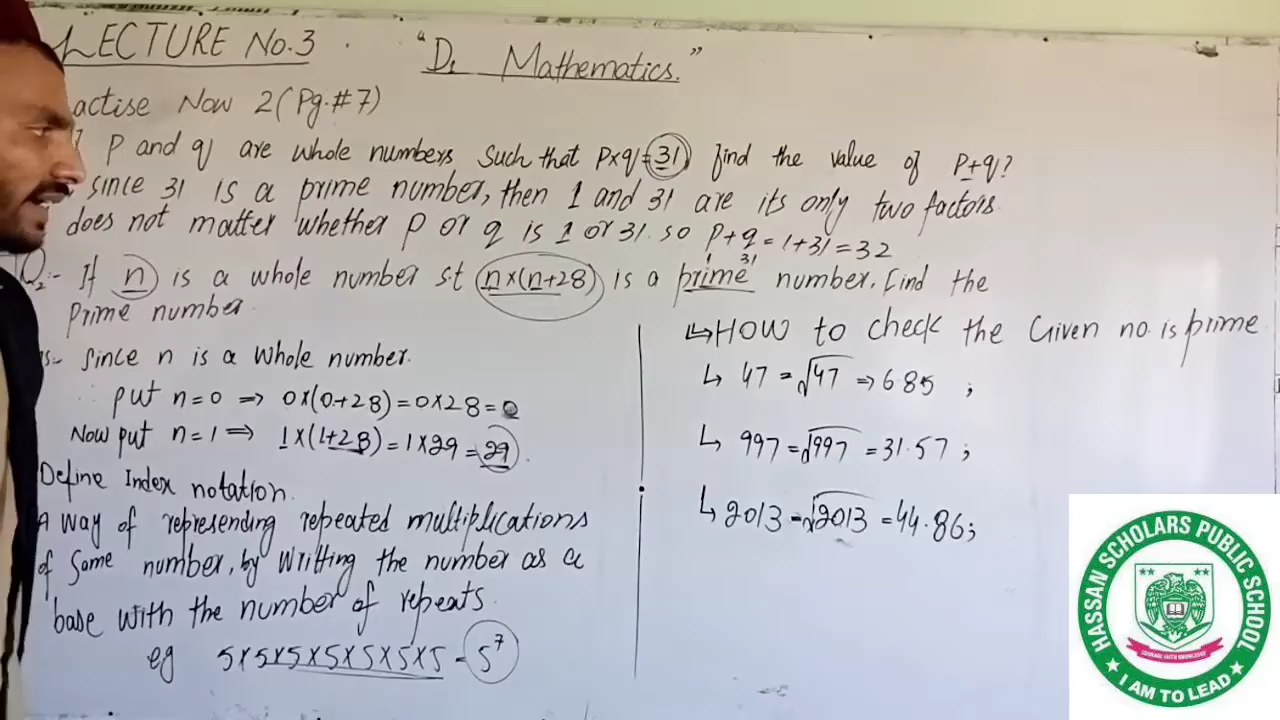 LECTURE No.3
"D. Mathematics."
actise Now 2 (Pg.#7)
P and q are whole numbers such that p×q=31, find the value of p+q?
since 31 is a prime number, then 1 and 31 are its only two factors.
does not matter whether p or q is 1 or 31. so p+q = 1+31 = 32
1 31
Q2:- If n is a whole number s.t n×(n+28) is a prime number. Find the
Prime number.
s:- since n is a whole number.
put n=0 ⇒ 0×(0+28)=0×28=0
Now put n=1 ⇒ 1×(1+28)=1×29=29.
Define Index notation.
A way of represending repeated multiplications
of same number, by writting the number as a
base with the number of repeats.
eg 5×5×5×5×5×5×5 = 5⁷
↳HOW to check the Given no. is prime
↳ 47 = √47 ⇒ 6.85 ;
↳ 997 = √997 = 31.57 ;
↳ 2013 = √2013 = 44.86;
HASSAN SCHOLARS PUBLIC SCHOOL
I AM TO LEAD